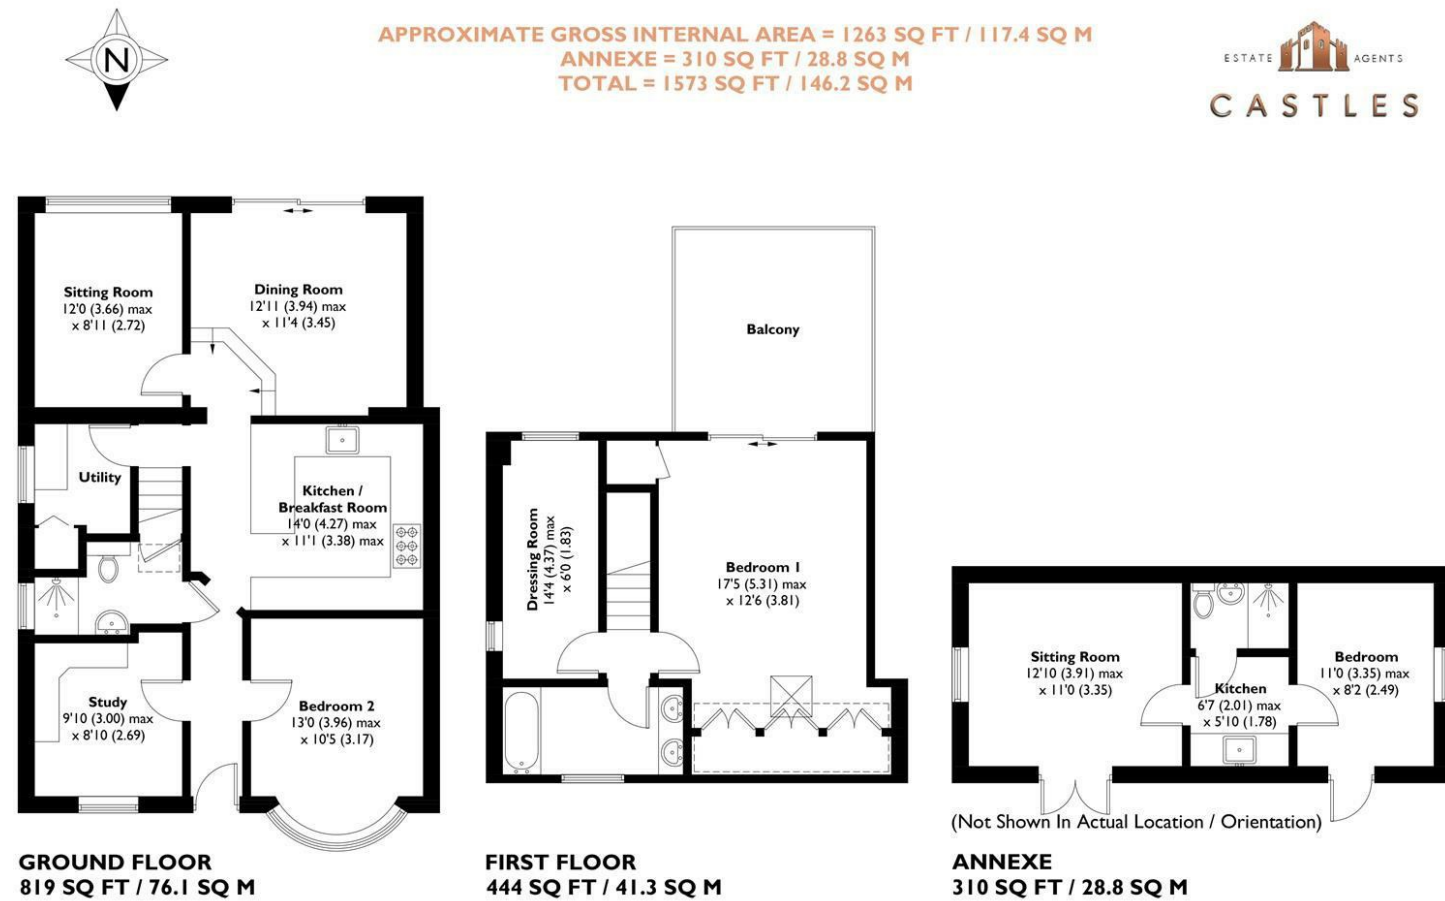 N
APPROXIMATE GROSS INTERNAL AREA = 1263 SQ FT / 117.4 SQ M
ANNEXE = 310 SQ FT / 28.8 SQ M
TOTAL = 1573 SQ FT / 146.2 SQ M
ESTATE AGENTS
CASTLES
Sitting Room
12'0 (3.66) max
x 8'11 (2.72)
Dining Room
12'11 (3.94) max
x 11'4 (3.45)
Utility
Kitchen /
Breakfast Room
14'0 (4.27) max
x 11'1 (3.38) max
Study
9'10 (3.00) max
x 8'10 (2.69)
Bedroom 2
13'0 (3.96) max
x 10'5 (3.17)
GROUND FLOOR
819 SQ FT / 76.1 SQ M
Balcony
Dressing Room
14'4 (4.37) max
x 6'0 (1.83)
Bedroom 1
17'5 (5.31) max
x 12'6 (3.81)
FIRST FLOOR
444 SQ FT / 41.3 SQ M
Sitting Room
12'10 (3.91) max
x 11'0 (3.35)
Kitchen
6'7 (2.01) max
x 5'10 (1.78)
Bedroom
11'0 (3.35) max
x 8'2 (2.49)
(Not Shown In Actual Location / Orientation)
ANNEXE
310 SQ FT / 28.8 SQ M